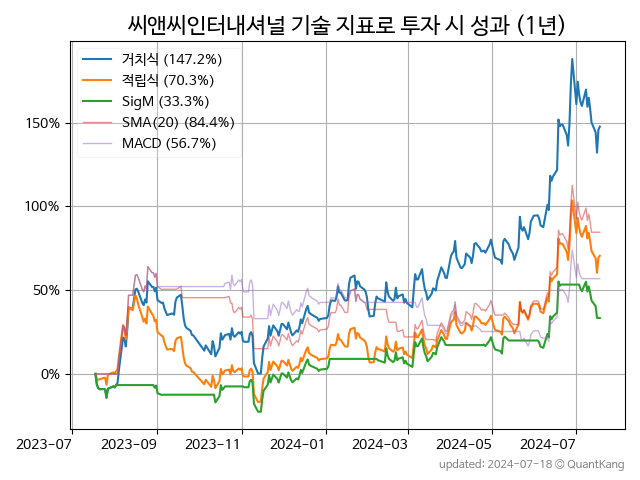 씨앤씨인터내셔널 기술 지표로 투자 시 성과 (1년)
거치식 (147.2%)
적립식 (70.3%)
SigM (33.3%)
SMA(20) (84.4%)
MACD (56.7%)
150%
100%
50%
0%
2023-07 2023-09 2023-11 2024-01 2024-03 2024-05 2024-07
updated: 2024-07-18 ⓒ QuantKang